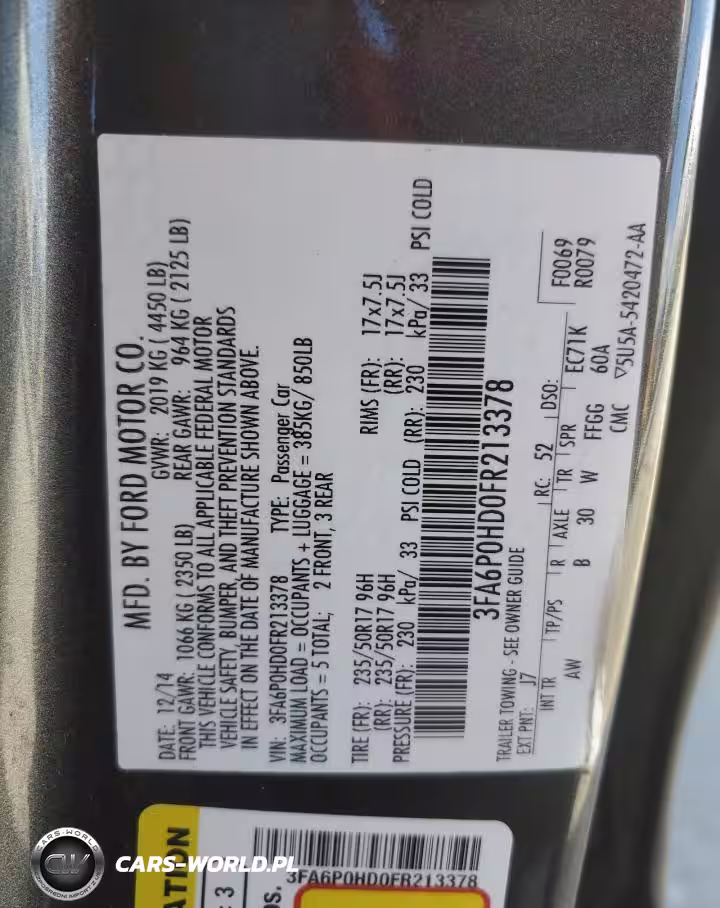 MFD. BY FORD MOTOR CO.
DATE: 12/14 GVWR: 2019 KG ( 4450 LB)
FRONT GAWR: 1066 KG ( 2350 LB) REAR GAWR: 964 KG ( 2125 LB)
THIS VEHICLE CONFORMS TO ALL APPLICABLE FEDERAL MOTOR
VEHICLE SAFETY, BUMPER, AND THEFT PREVENTION STANDARDS
IN EFFECT ON THE DATE OF MANUFACTURE SHOWN ABOVE.
VIN: 3FA6P0HD0FR213378 TYPE: Passenger Car
MAXIMUM LOAD = OCCUPANTS + LUGGAGE = 385KG/ 850LB
OCCUPANTS = 5 TOTAL; 2 FRONT, 3 REAR
TIRE (FR): 235/50R17 96H RIMS (FR): 17x7.5J
(RR): 235/50R17 96H (RR): 17x7.5J
PRESSURE (FR): 230 kPa/ 33 PSI COLD (RR): 230 kPa/ 33 PSI COLD
3FA6P0HD0FR213378
TRAILER TOWING - SEE OWNER GUIDE
EXT PNT: J7 RC: 52 DSO: F0069
R0079
INT TR TP/PS R AXLE TR SPR EC71K
AW B 30 W FFGG 60A
CMC ▽5U5A-5420472-AA
ATION
: 3
os.
3FA6P0HD0FR213378
CARS-WORLD
CW
CARS-WORLD.PL